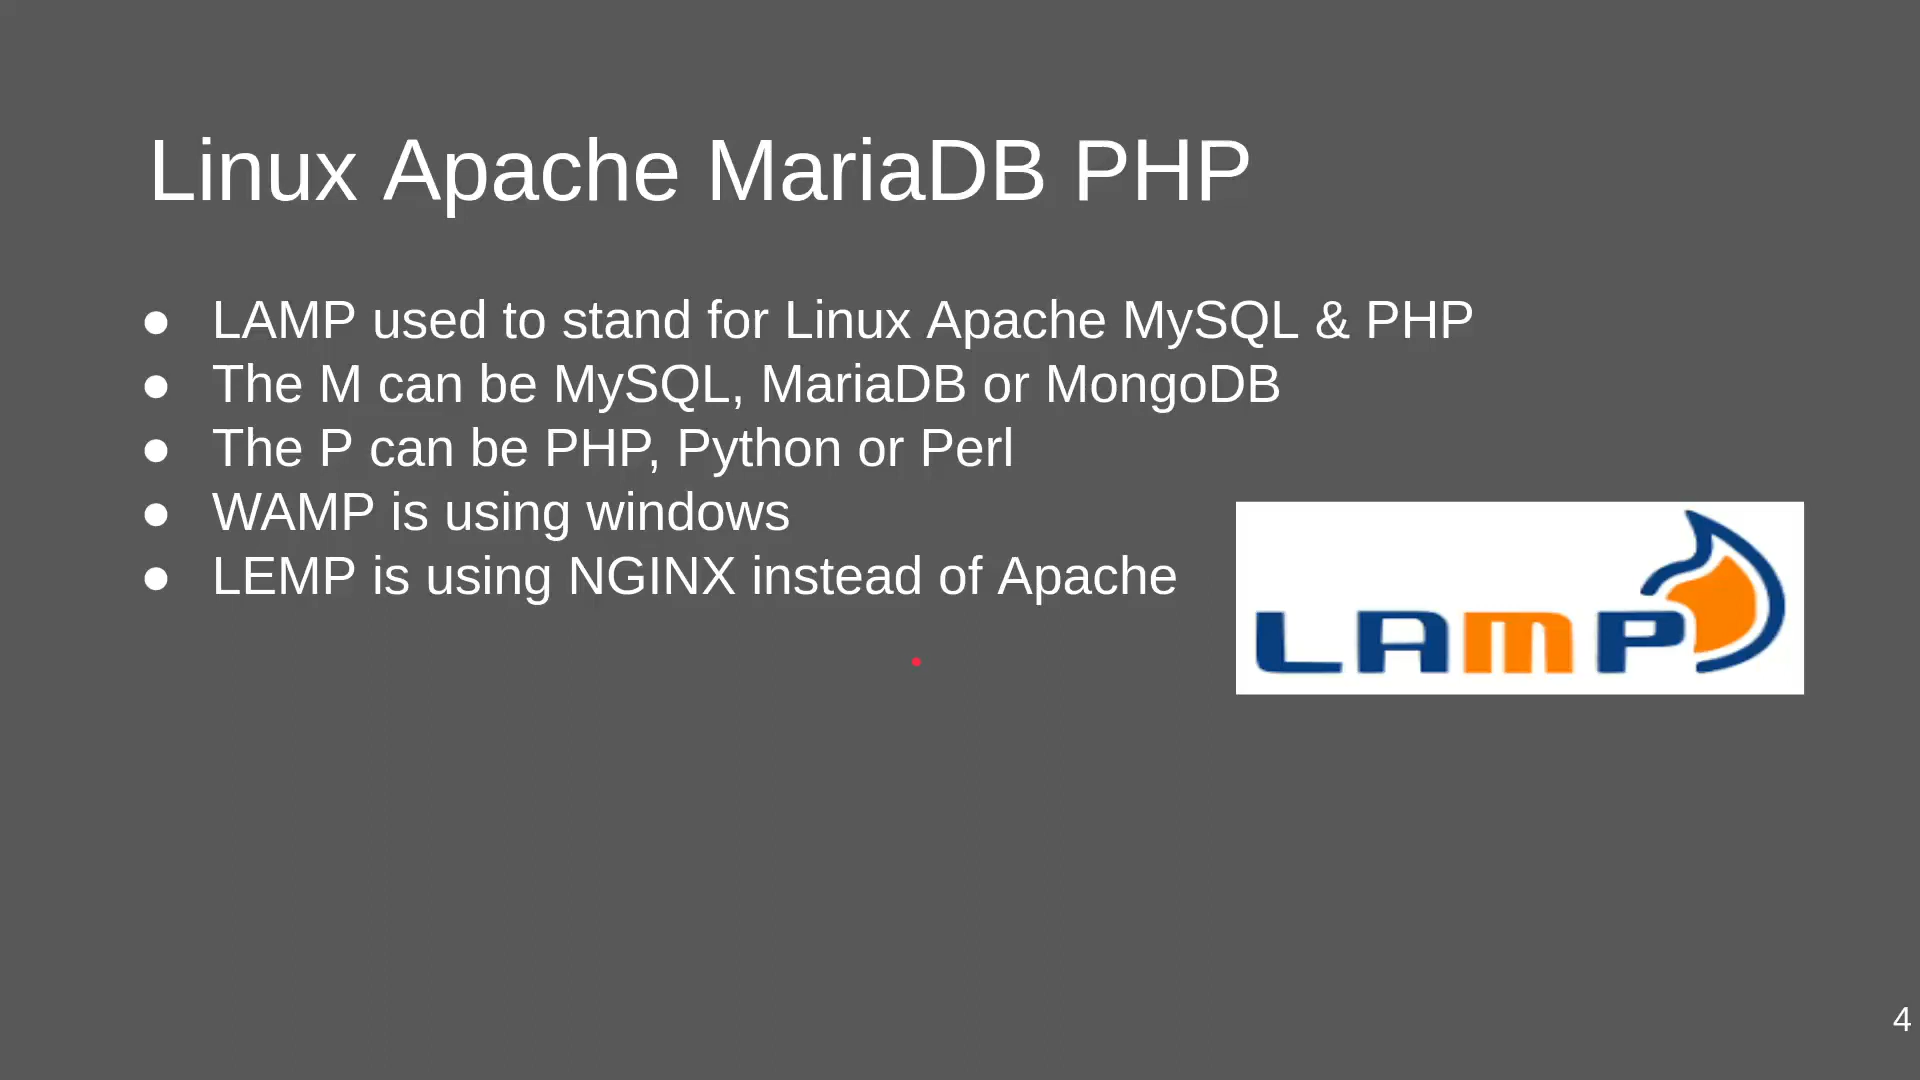 Linux Apache MariaDB PHP
● LAMP used to stand for Linux Apache MySQL & PHP
● The M can be MySQL, MariaDB or MongoDB
● The P can be PHP, Python or Perl
● WAMP is using windows
● LEMP is using NGINX instead of Apache
LAMP
4